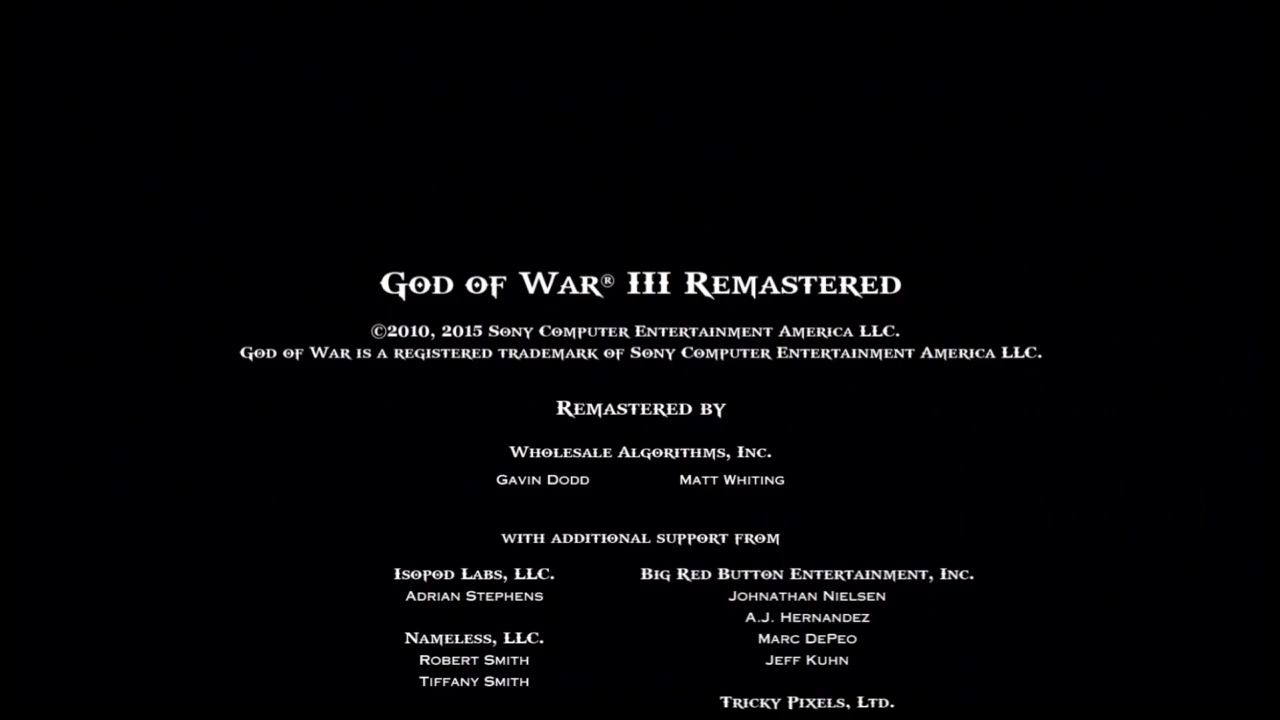 God of War® III Remastered
©2010, 2015 Sony Computer Entertainment America LLC.
God of War is a registered trademark of Sony Computer Entertainment America LLC.
Remastered by
Wholesale Algorithms, Inc.
Gavin Dodd Matt Whiting
with additional support from
Isopod Labs, LLC.
Adrian Stephens
Nameless, LLC.
Robert Smith
Tiffany Smith
Big Red Button Entertainment, Inc.
Johnathan Nielsen
A.J. Hernandez
Marc DePeo
Jeff Kuhn
Tricky Pixels, Ltd.